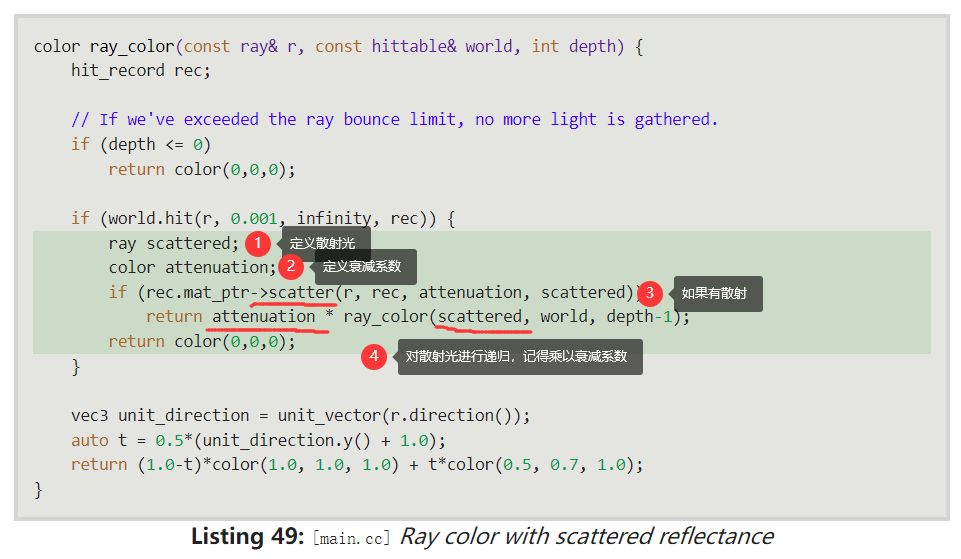 color ray_color(const ray& r, const hittable& world, int depth) {
hit_record rec;
// If we've exceeded the ray bounce limit, no more light is gathered.
if (depth <= 0)
return color(0,0,0);
if (world.hit(r, 0.001, infinity, rec)) {
ray scattered; 1 定义散射光
color attenuation; 2 定义衰减系数
if (rec.mat_ptr->scatter(r, rec, attenuation, scattered)) 3 如果有散射
return attenuation * ray_color(scattered, world, depth-1);
return color(0,0,0);
4 对散射光进行递归，记得乘以衰减系数
}
vec3 unit_direction = unit_vector(r.direction());
auto t = 0.5*(unit_direction.y() + 1.0);
return (1.0-t)*color(1.0, 1.0, 1.0) + t*color(0.5, 0.7, 1.0);
}
Listing 49: [main.cc] Ray color with scattered reflectance